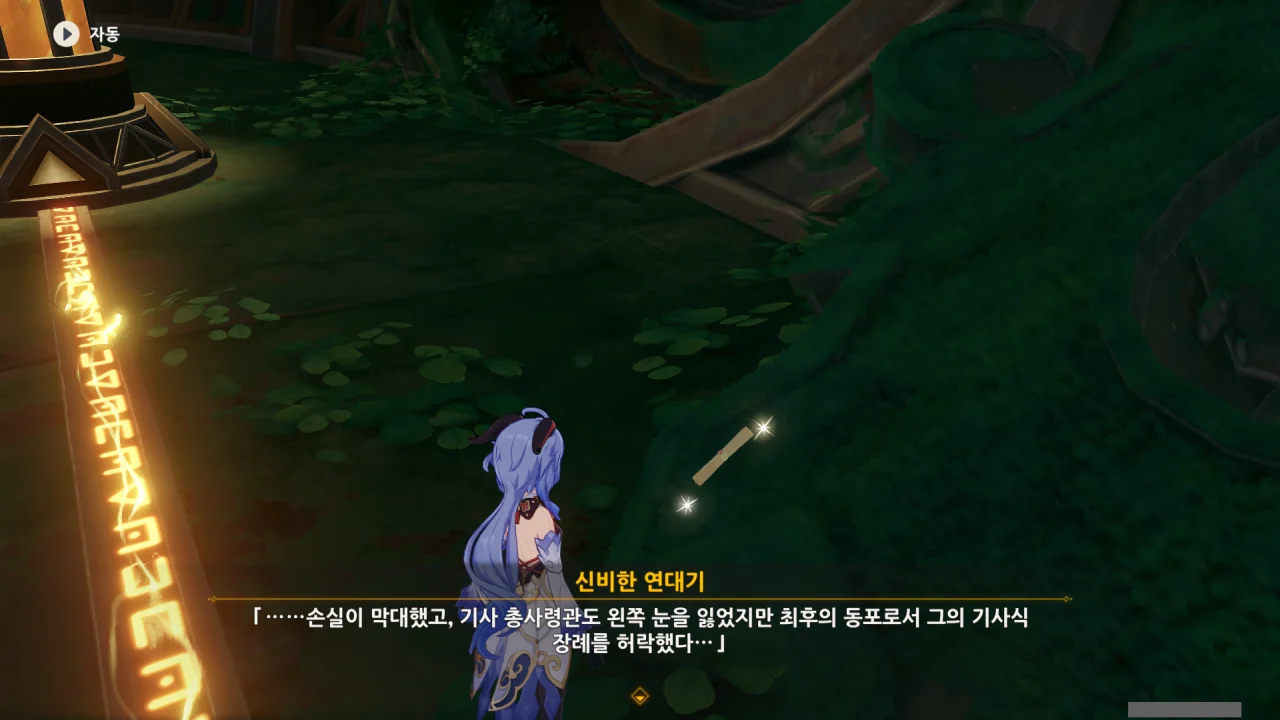 자동
신비한 연대기
「……손실이 막대했고, 기사 총사령관도 왼쪽 눈을 잃었지만 최후의 동포로서 그의 기사식
장례를 허락했다…」